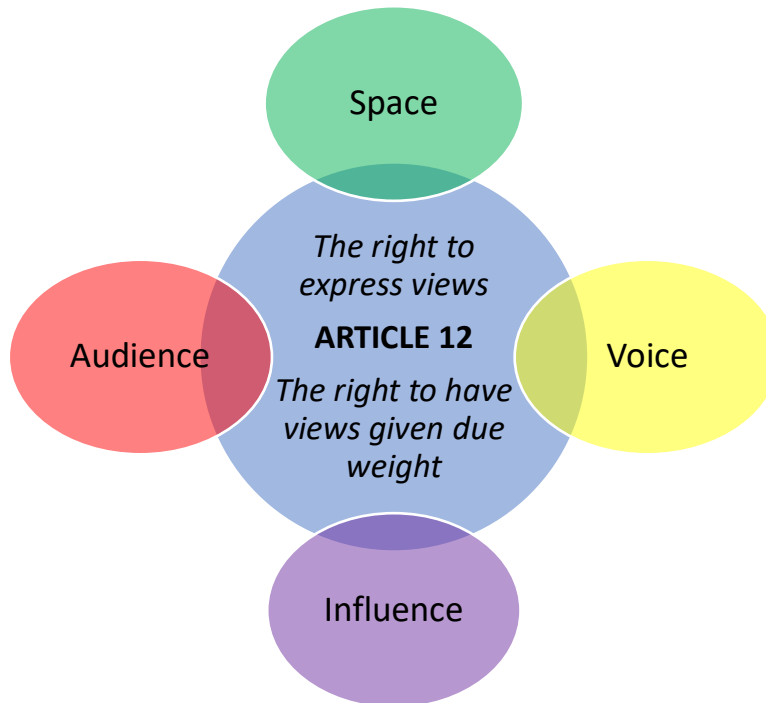 Space
The right to
express views
ARTICLE 12
Audience
Voice
The right to have
views given due
weight
Influence